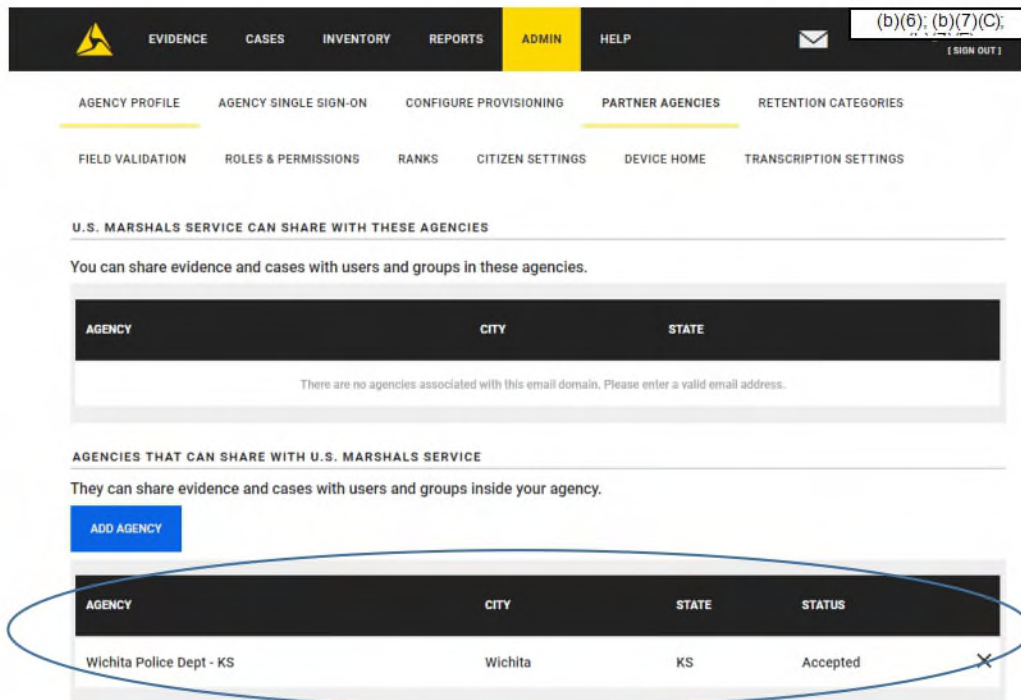 EVIDENCE CASES INVENTORY REPORTS ADMIN HELP (b)(6); (b)(7)(C);
[ SIGN OUT ]
AGENCY PROFILE AGENCY SINGLE SIGN-ON CONFIGURE PROVISIONING PARTNER AGENCIES RETENTION CATEGORIES
FIELD VALIDATION ROLES & PERMISSIONS RANKS CITIZEN SETTINGS DEVICE HOME TRANSCRIPTION SETTINGS
U.S. MARSHALS SERVICE CAN SHARE WITH THESE AGENCIES
You can share evidence and cases with users and groups in these agencies.
AGENCY CITY STATE
There are no agencies associated with this email domain. Please enter a valid email address.
AGENCIES THAT CAN SHARE WITH U.S. MARSHALS SERVICE
They can share evidence and cases with users and groups inside your agency.
ADD AGENCY
AGENCY CITY STATE STATUS
Wichita Police Dept - KS Wichita KS Accepted